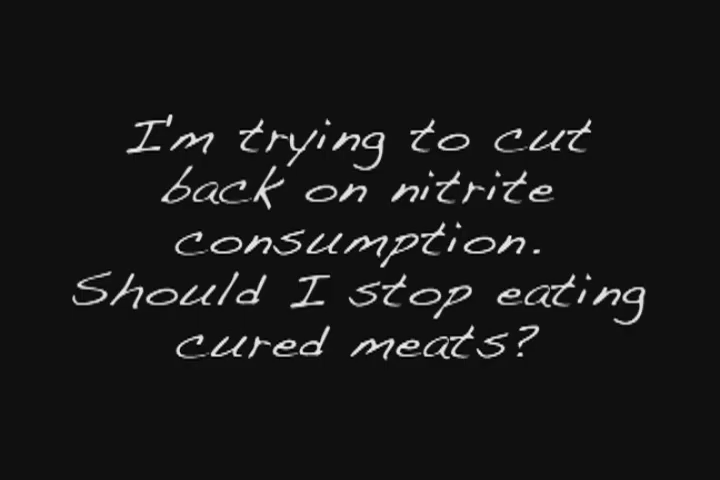 I'm trying to cut
back on nitrite
consumption.
Should I stop eating
cured meats?